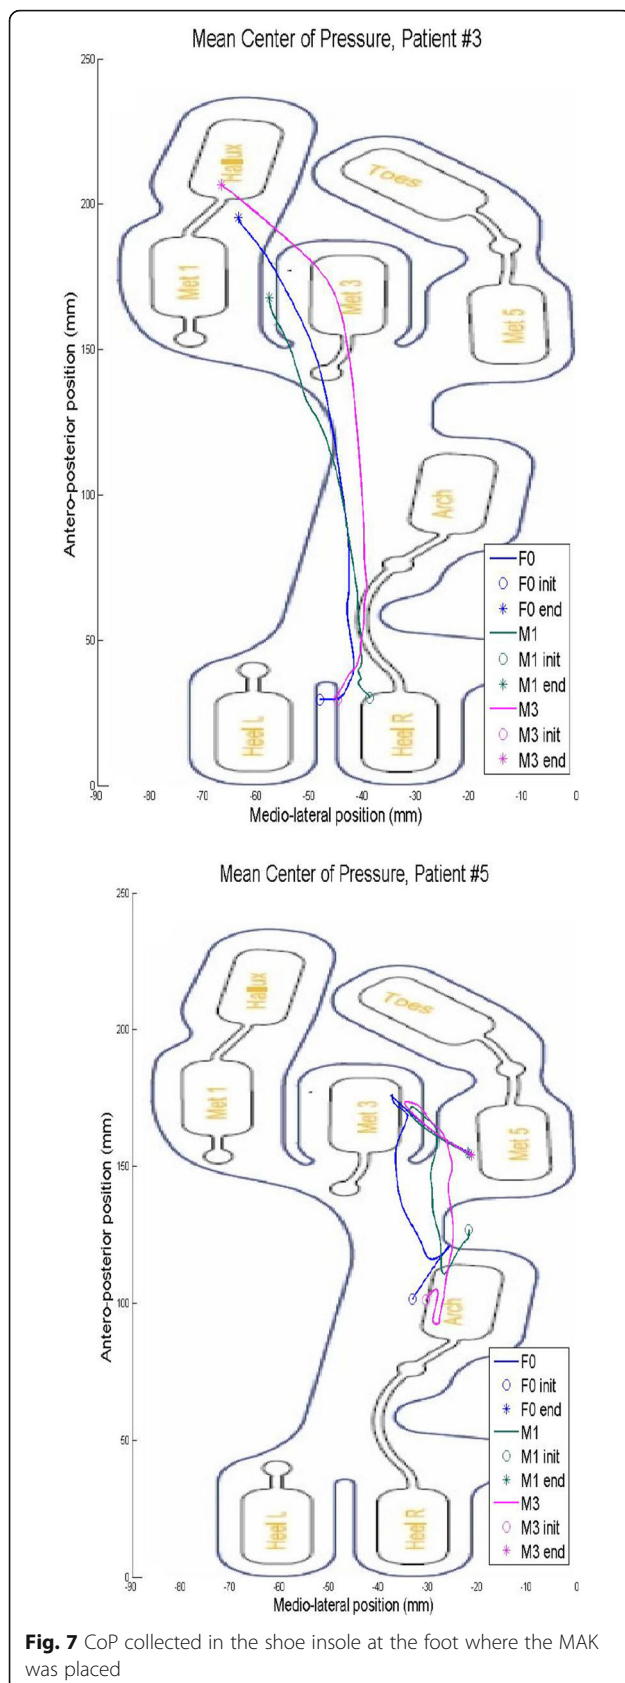 Mean Center of Pressure, Patient #3
250
200
150
100
50
0
Antero-posterior position (mm)
Hallux
Toes
Met 1
Met 3
Met 5
Arch
Heel L
Heel R
F0
F0 init
F0 end
M1
M1 init
M1 end
M3
M3 init
M3 end
-90 -80 -70 -60 -50 -40 -30 -20 -10 0
Medio-lateral position (mm)
Mean Center of Pressure, Patient #5
250
200
150
100
50
0
Antero-posterior position (mm)
Hallux
Toes
Met 1
Met 3
Met 5
Arch
Heel L
Heel R
F0
F0 init
F0 end
M1
M1 init
M1 end
M3
M3 init
M3 end
-90 -80 -70 -60 -50 -40 -30 -20 -10 0
Medio-lateral position (mm)
Fig. 7 CoP collected in the shoe insole at the foot where the MAK
was placed